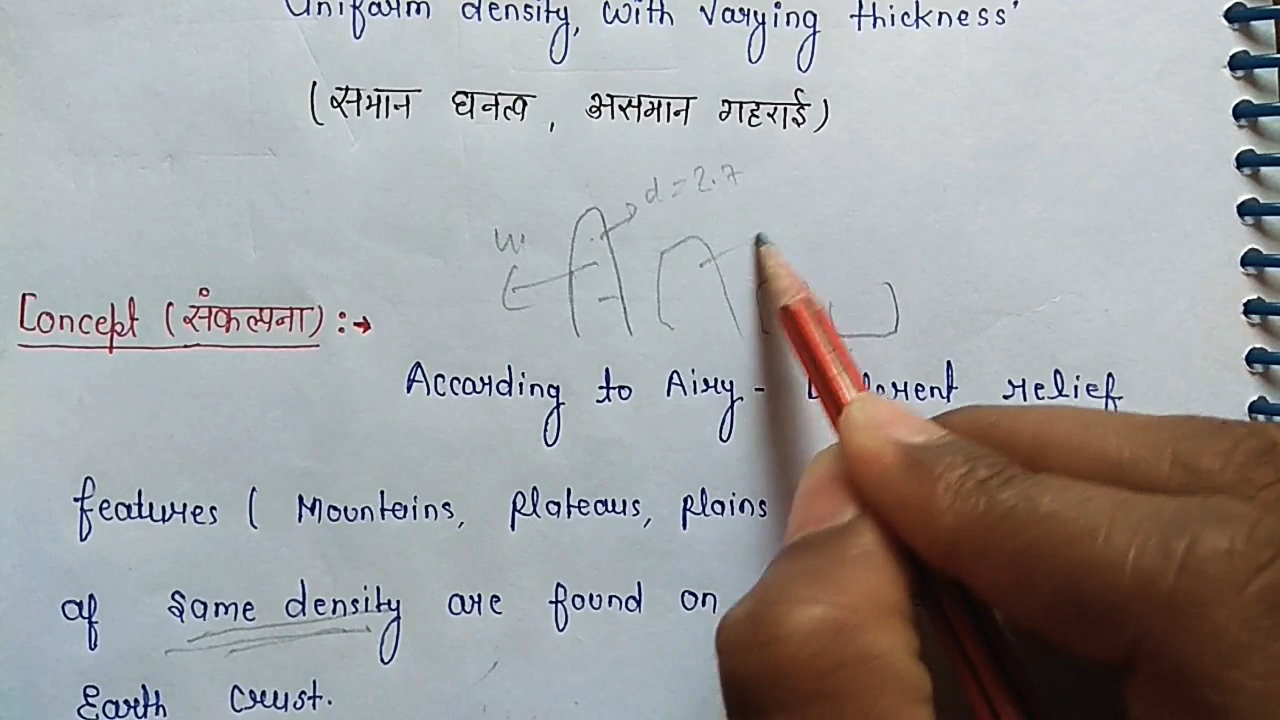 Uniform density, with varying thickness'
(समान घनत्व, असमान गहराई)
d = 2.7
Concept (संकल्पना) :→
According to Airy - relief
features ( Mountains, Plateaus, Plains
of same density are found on
Earth Crust.